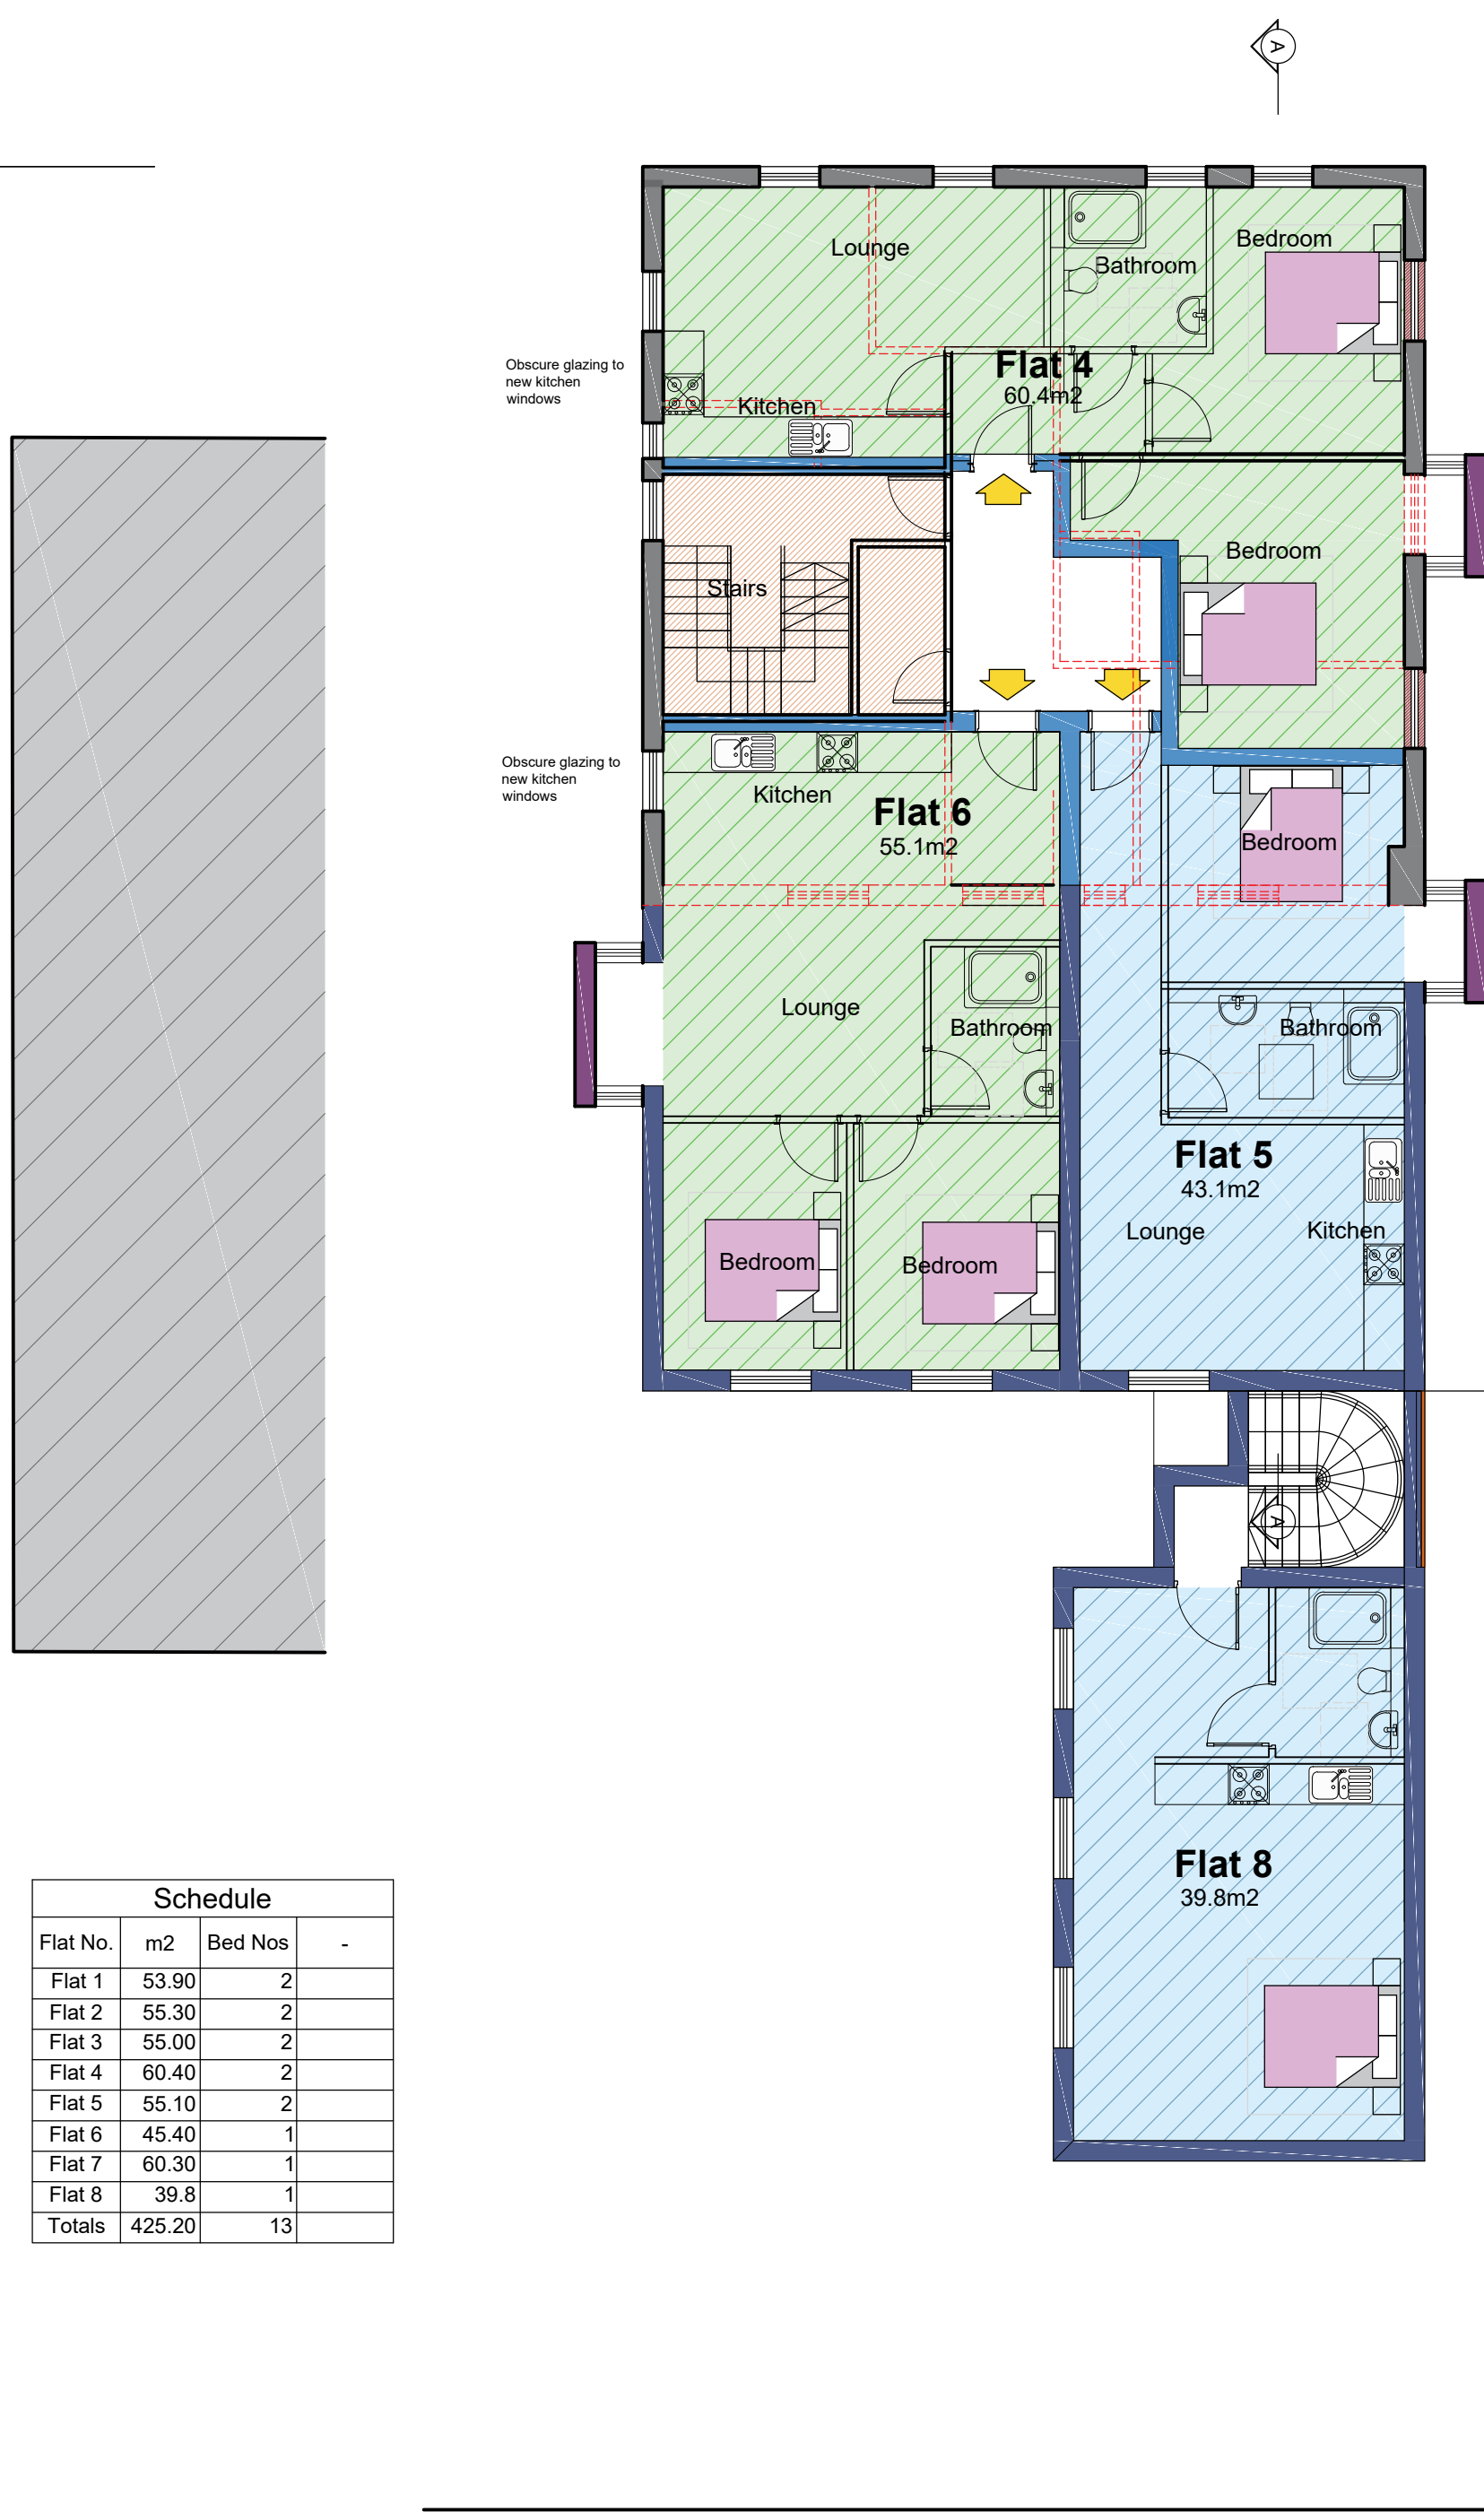 A
Lounge
Bathroom
Bedroom
Obscure glazing to
new kitchen
windows
Flat 4
60.4m2
Kitchen
Bedroom
Stairs
Obscure glazing to
new kitchen
windows
Kitchen
Flat 6
55.1m2
Bedroom
Lounge
Bathroom
Bathroom
Flat 5
43.1m2
Lounge
Kitchen
Bedroom
Bedroom
A
Flat 8
39.8m2
Schedule
Flat No. m2 Bed Nos -
Flat 1 53.90 2
Flat 2 55.30 2
Flat 3 55.00 2
Flat 4 60.40 2
Flat 5 55.10 2
Flat 6 45.40 1
Flat 7 60.30 1
Flat 8 39.8 1
Totals 425.20 13